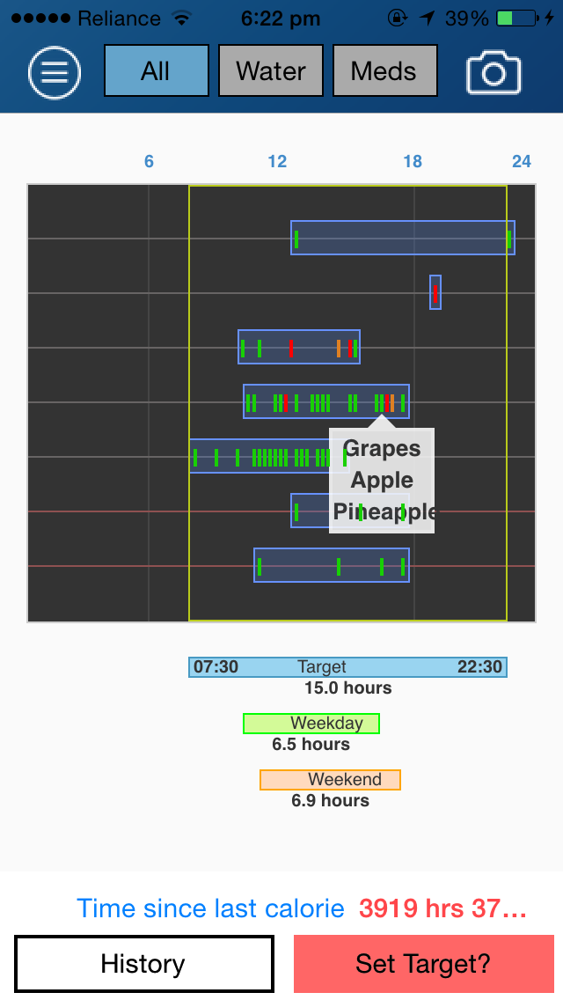 Reliance 6:22 pm 39%
All Water Meds
6 12 18 24
Grapes
Apple
Pineapple
07:30 Target 22:30
15.0 hours
Weekday
6.5 hours
Weekend
6.9 hours
Time since last calorie 3919 hrs 37...
History Set Target?